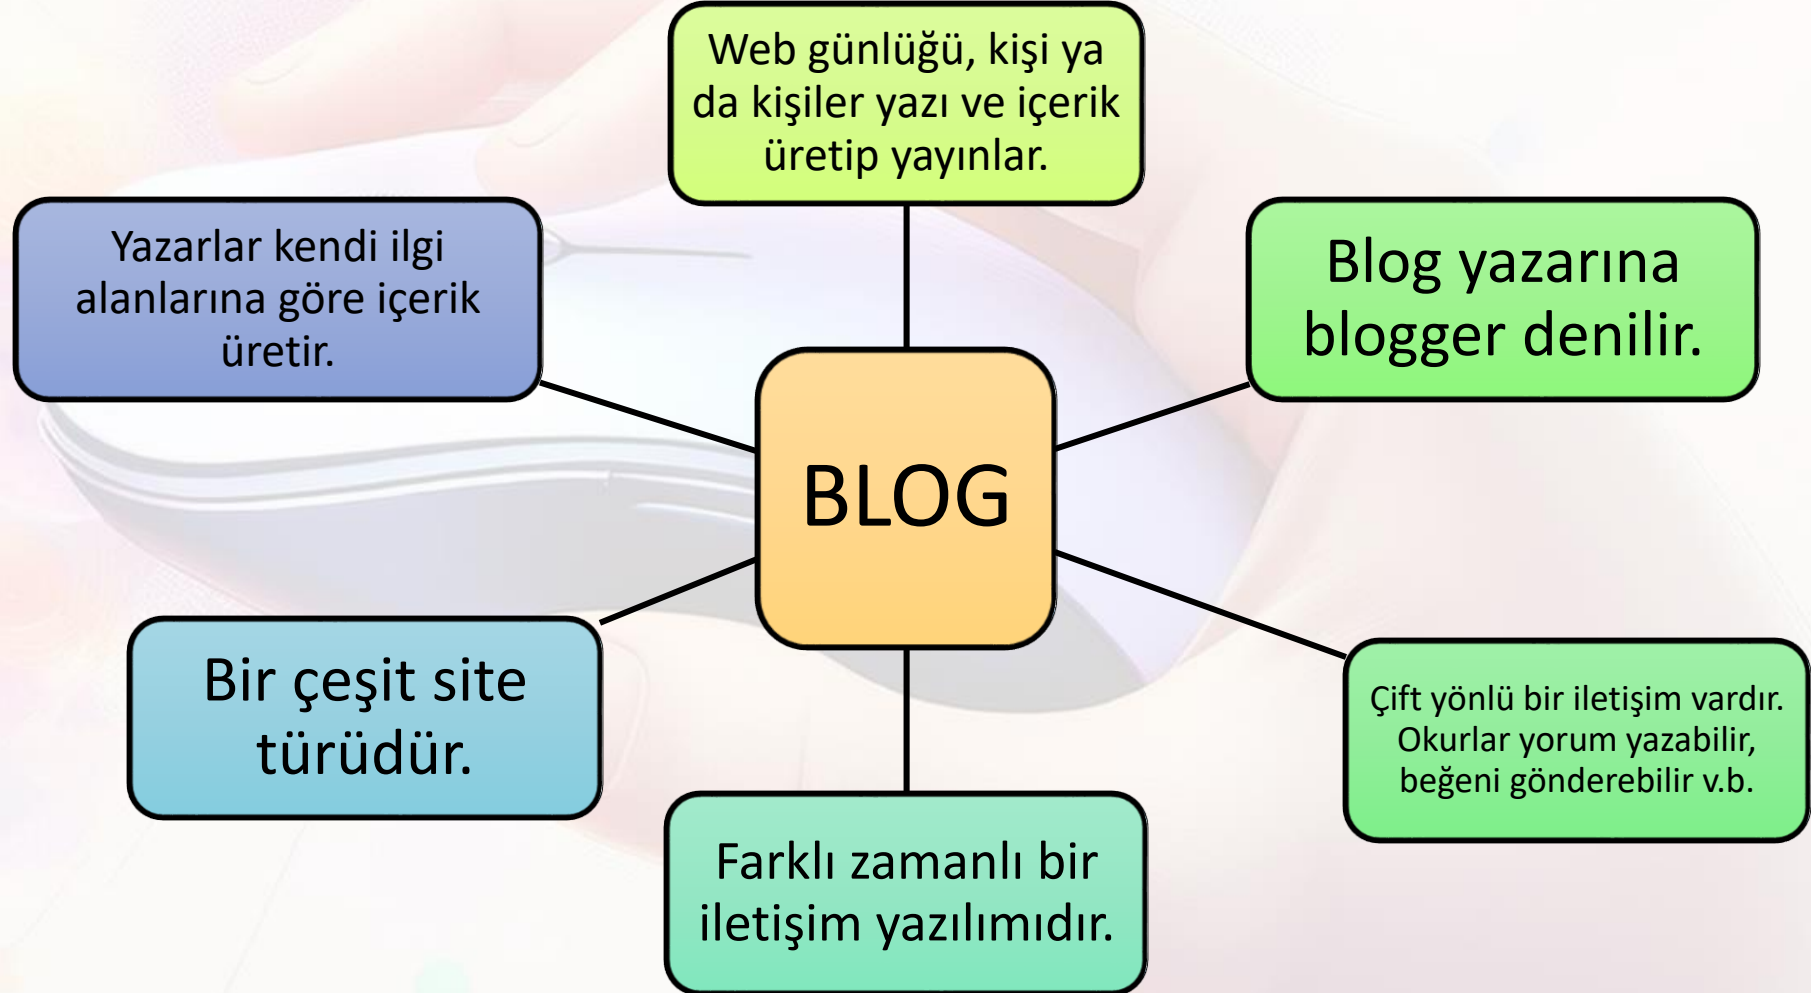 Web günlüğü, kişi ya
da kişiler yazı ve içerik
üretip yayınlar.
Yazarlar kendi ilgi
alanlarına göre içerik
üretir.
Blog yazarına
blogger denilir.
BLOG
Bir çeşit site
türüdür.
Çift yönlü bir iletişim vardır.
Okurlar yorum yazabilir,
beğeni gönderebilir v.b.
Farklı zamanlı bir
iletişim yazılımıdır.